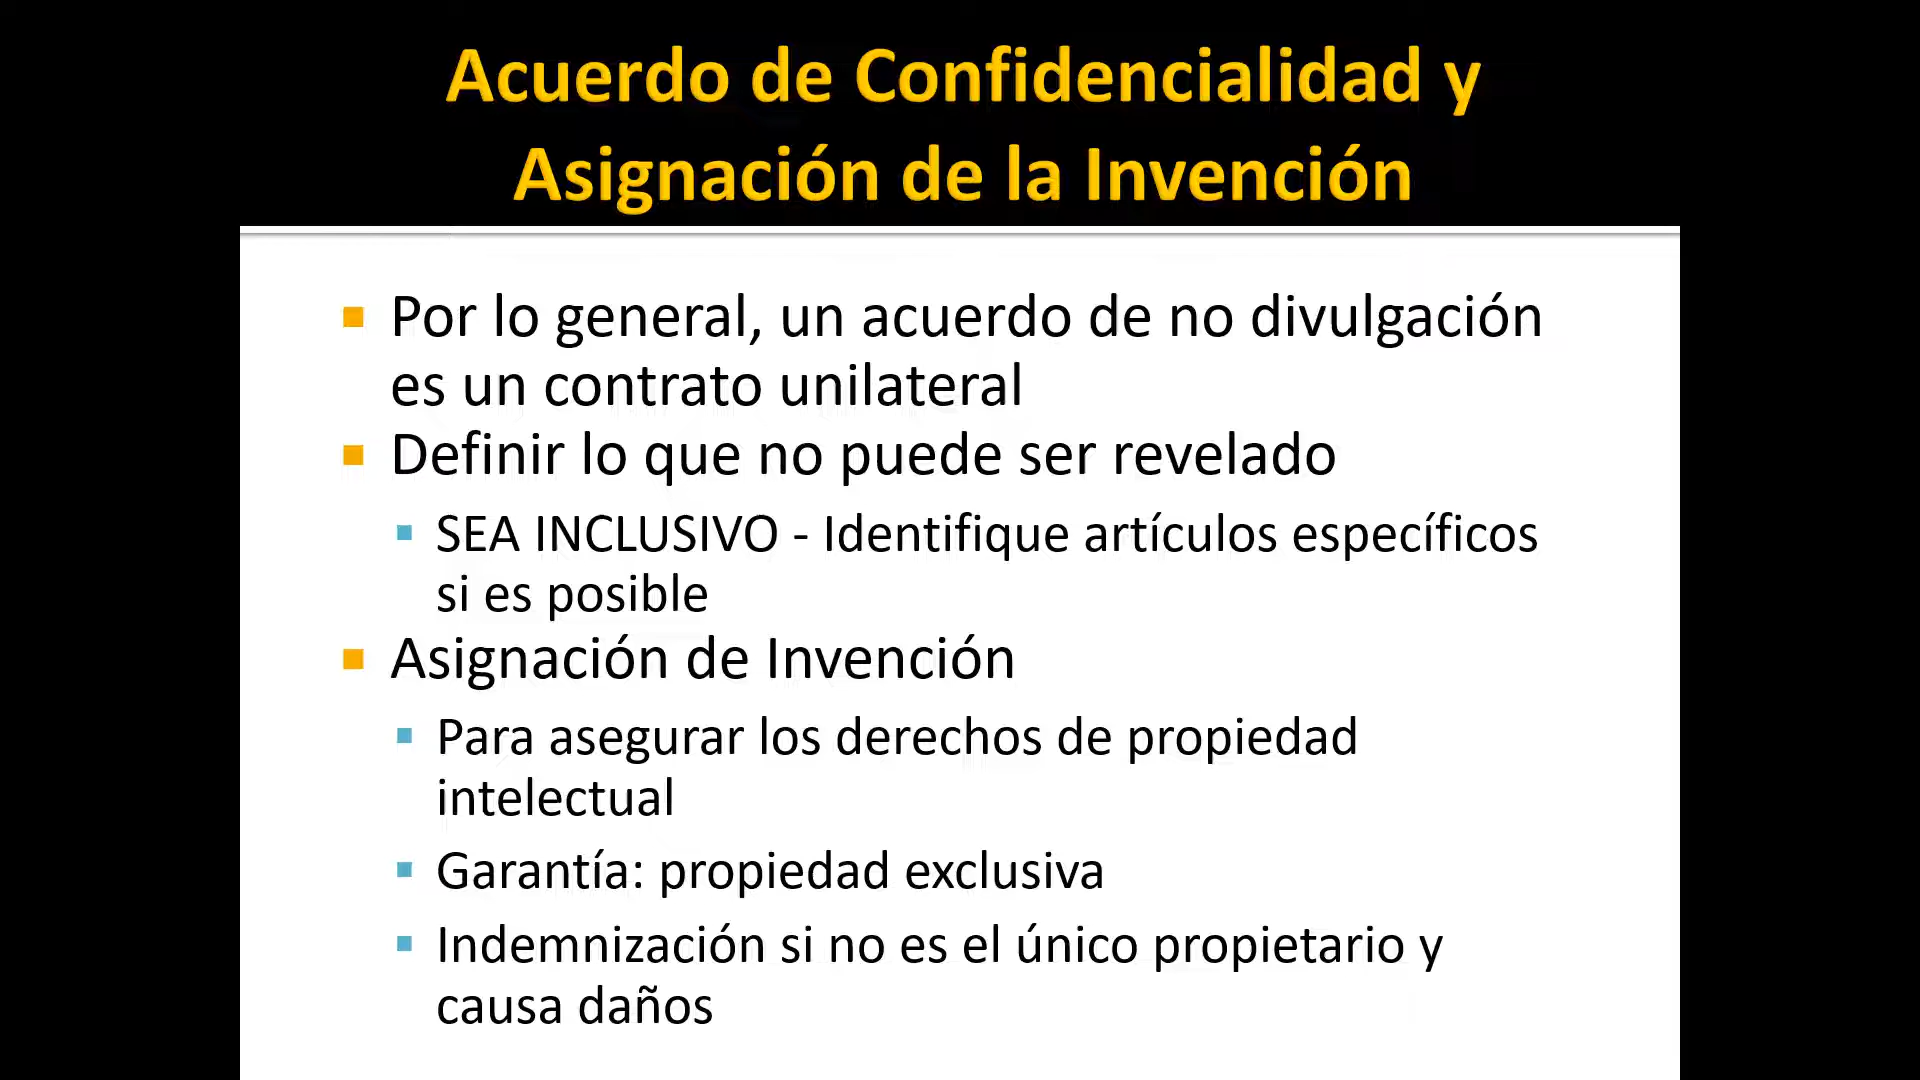 Acuerdo de Confidencialidad y
Asignación de la Invención
Por lo general, un acuerdo de no divulgación
es un contrato unilateral
Definir lo que no puede ser revelado
SEA INCLUSIVO - Identifique artículos específicos
si es posible
Asignación de Invención
Para asegurar los derechos de propiedad
intelectual
Garantía: propiedad exclusiva
Indemnización si no es el único propietario y
causa daños